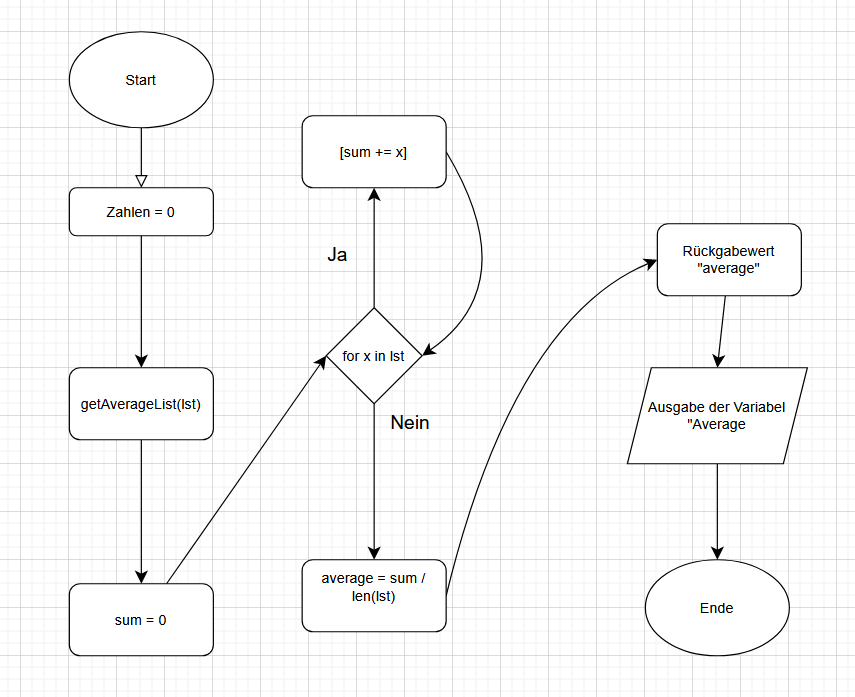 Start
Zahlen = 0
getAverageList(lst)
sum = 0
[sum += x]
Ja
for x in lst
Nein
average = sum /
len(lst)
Rückgabewert
"average"
Ausgabe der Variabel
"Average
Ende